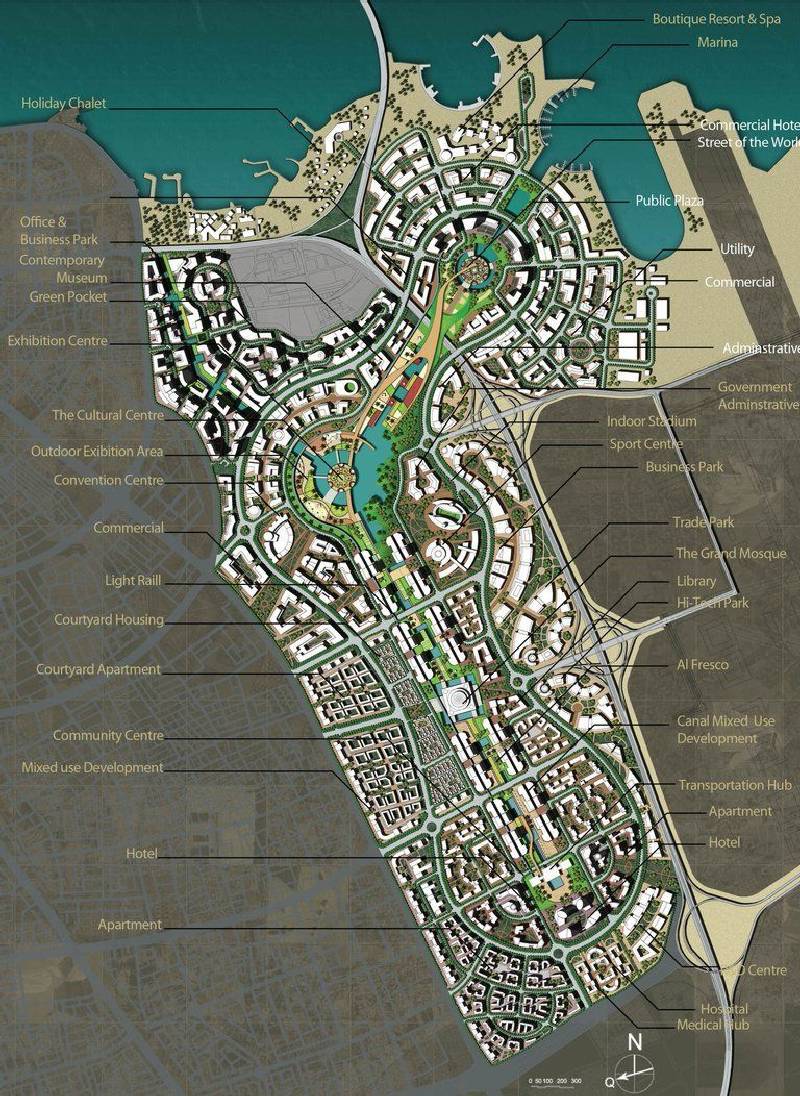 Boutique Resort & Spa
Marina
Holiday Chalet
Commercial Hote
Street of the Worl
Public Plaza
Office &
Business Park
Contemporary
Museum
Green Pocket
Utility
Commercial
Exhibition Centre
Adminstrative
Government
Adminstrative
The Cultural Centre
Indoor Stadium
Sport Centre
Outdoor Exibition Area
Business Park
Convention Centre
Commercial
Trade Park
The Grand Mosque
Light Raill
Library
Hi-Tech Park
Courtyard Housing
Courtyard Apartment
Al Fresco
Community Centre
Canal Mixed Use
Development
Mixed use Development
Transportation Hub
Apartment
Hotel
Hotel
Apartment
D Centre
Hospital
Medical Hub
N
Q
0 50 100 200 300